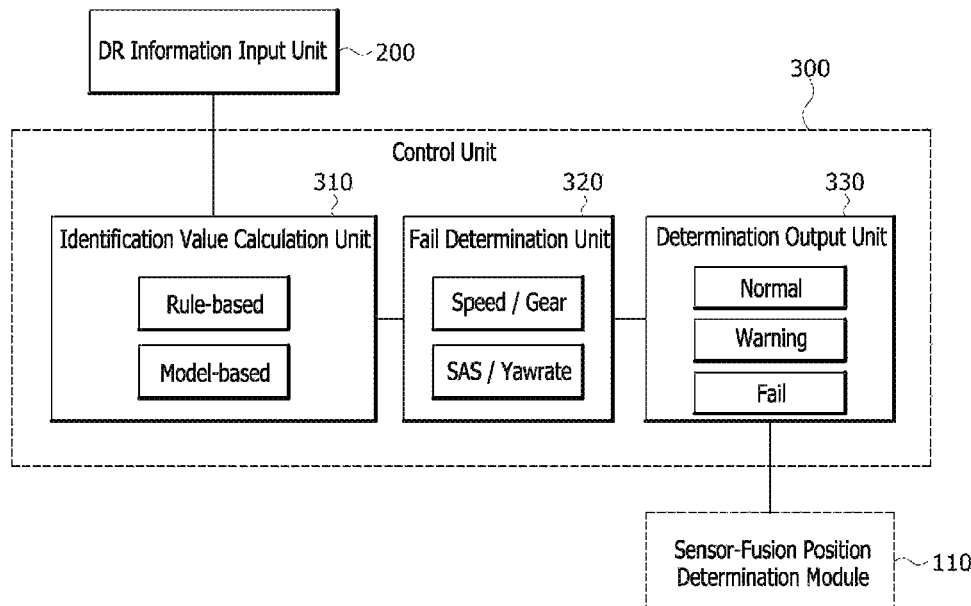 DR Information Input Unit
200
300
Control Unit
310
320
330
Identification Value Calculation Unit
Rule-based
Model-based
Fail Determination Unit
Speed / Gear
SAS / Yawrate
Determination Output Unit
Normal
Warning
Fail
Sensor-Fusion Position
Determination Module
110